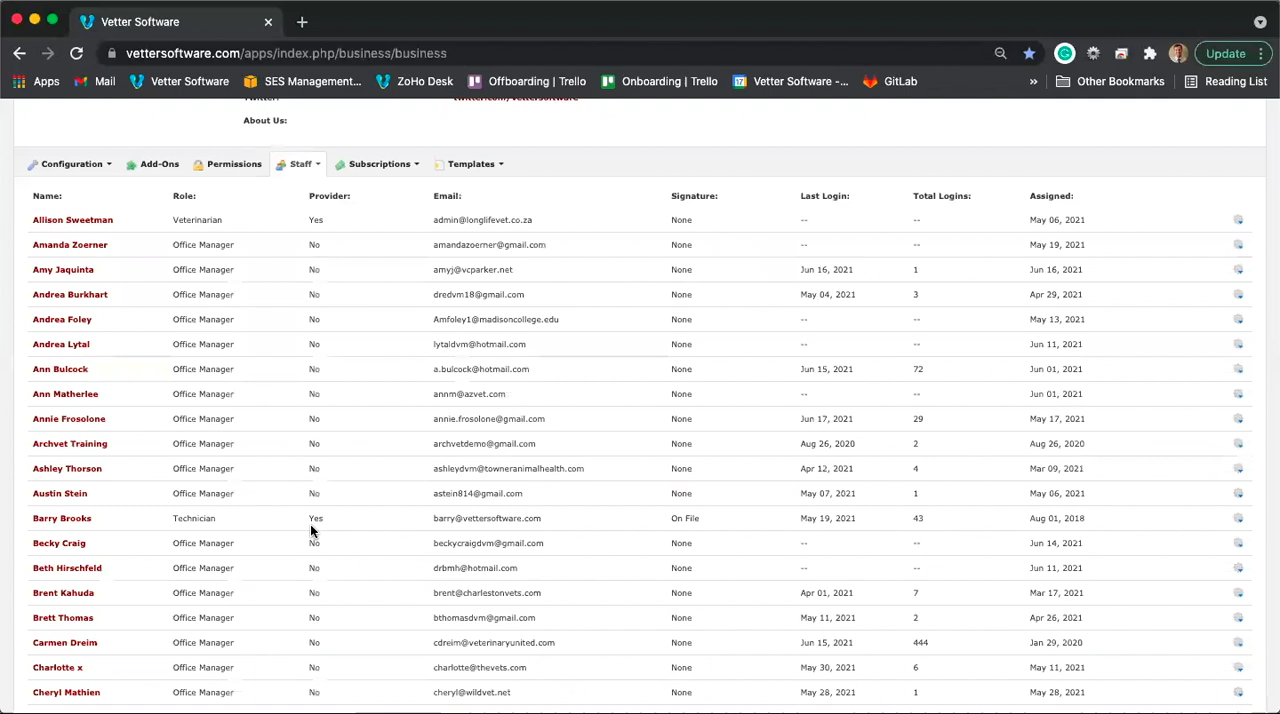 Vetter Software
vettersoftware.com/apps/index.php/business/business
Update
Apps Mail Vetter Software SES Management... ZoHo Desk Offboarding | Trello Onboarding | Trello Vetter Software -... GitLab » Other Bookmarks Reading List
Twitter: twitter.com/vettersoftware
About Us:
Configuration Add-Ons Permissions Staff Subscriptions Templates
Name: Role: Provider: Email: Signature: Last Login: Total Logins: Assigned:
Allison Sweetman Veterinarian Yes admin@longlifevet.co.za None -- -- May 06, 2021
Amanda Zoerner Office Manager No amandazoerner@gmail.com None -- -- May 19, 2021
Amy Jaquinta Office Manager No amyj@vcparker.net None Jun 16, 2021 1 Jun 16, 2021
Andrea Burkhart Office Manager No dredvm18@gmail.com None May 04, 2021 3 Apr 29, 2021
Andrea Foley Office Manager No Amfoley1@madisoncollege.edu None -- -- May 13, 2021
Andrea Lytal Office Manager No lytaldvm@hotmail.com None -- -- Jun 11, 2021
Ann Bulcock Office Manager No a.bulcock@hotmail.com None Jun 15, 2021 72 Jun 01, 2021
Ann Matherlee Office Manager No annm@azvet.com None -- -- Jun 01, 2021
Annie Frosolone Office Manager No annie.frosolone@gmail.com None Jun 17, 2021 29 May 17, 2021
Archvet Training Office Manager No archvetdemo@gmail.com None Aug 26, 2020 2 Aug 26, 2020
Ashley Thorson Office Manager No ashleydvm@towneranimalhealth.com None Apr 12, 2021 4 Mar 09, 2021
Austin Stein Office Manager No astein814@gmail.com None May 07, 2021 1 May 06, 2021
Barry Brooks Technician Yes barry@vettersoftware.com On File May 19, 2021 43 Aug 01, 2018
Becky Craig Office Manager No beckycraigdvm@gmail.com None -- -- Jun 14, 2021
Beth Hirschfeld Office Manager No drbmh@hotmail.com None -- -- Jun 11, 2021
Brent Kahuda Office Manager No brent@charlestonvets.com None Apr 01, 2021 7 Mar 17, 2021
Brett Thomas Office Manager No bthomasdvm@gmail.com None May 11, 2021 2 Apr 26, 2021
Carmen Dreim Office Manager No cdreim@veterinaryunited.com None Jun 15, 2021 444 Jan 29, 2020
Charlotte x Office Manager No charlotte@thevets.com None May 30, 2021 6 May 11, 2021
Cheryl Mathien Office Manager No cheryl@wildvet.net None May 28, 2021 1 May 28, 2021